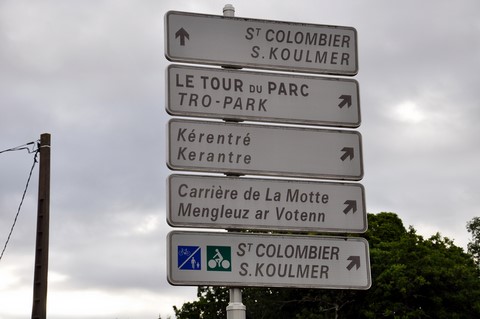 ST COLOMBIER
S. KOULMER
LE TOUR DU PARC
TRO-PARK
Kérentré
Kerantre
Carrière de La Motte
Mengleuz ar Votenn
ST COLOMBIER
S. KOULMER